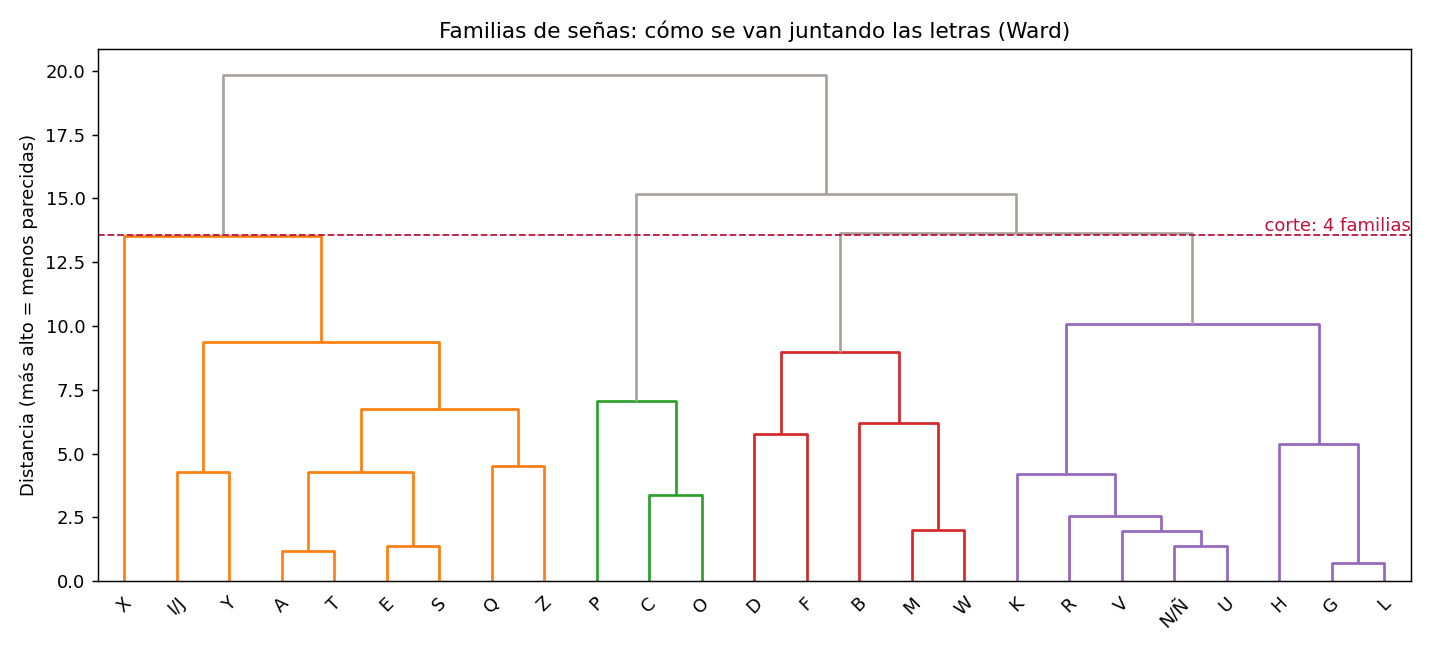 Familias de señas: cómo se van juntando las letras (Ward)
Distancia (más alto = menos parecidas)
20.0
17.5
15.0
12.5
10.0
7.5
5.0
2.5
0.0
corte: 4 familias
X I/J Y A T E S Q Z P C O D F B M W K R V N/Ñ U H G L